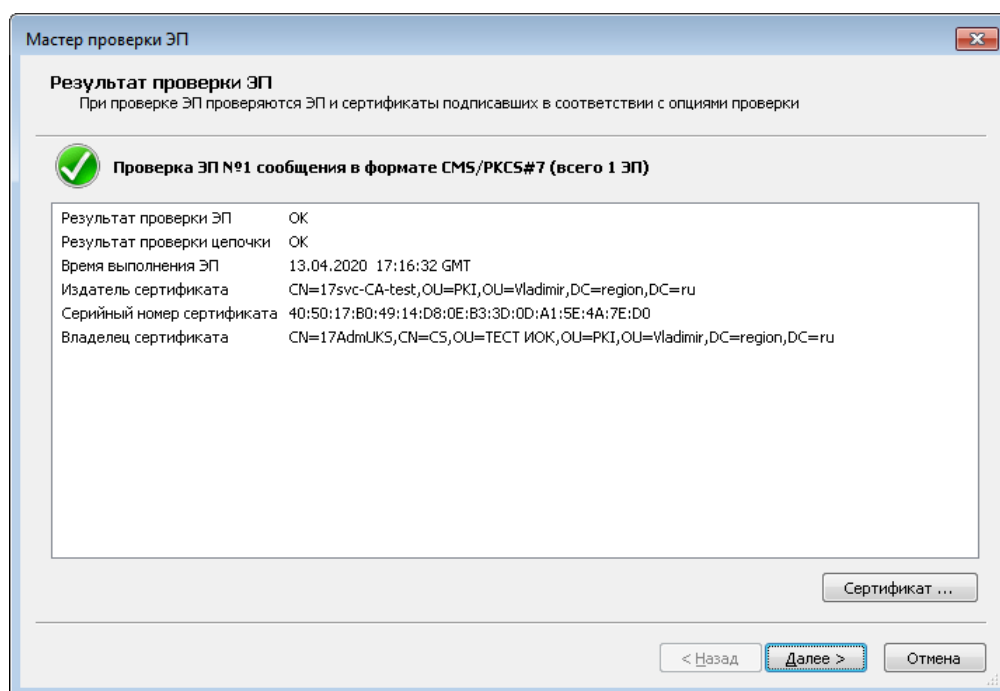 Мастер проверки ЭП
Результат проверки ЭП
При проверке ЭП проверяются ЭП и сертификаты подписавших в соответствии с опциями проверки
Проверка ЭП №1 сообщения в формате CMS/PKCS#7 (всего 1 ЭП)
Результат проверки ЭП OK
Результат проверки цепочки OK
Время выполнения ЭП 13.04.2020 17:16:32 GMT
Издатель сертификата CN=17svc-CA-test,OU=PKI,OU=Vladimir,DC=region,DC=ru
Серийный номер сертификата 40:50:17:B0:49:14:D8:0E:B3:3D:0D:A1:5E:4A:7E:D0
Владелец сертификата CN=17AdmUKS,CN=CS,OU=ТЕСТ ИОК,OU=PKI,OU=Vladimir,DC=region,DC=ru
Сертификат ...
< Назад Далее > Отмена